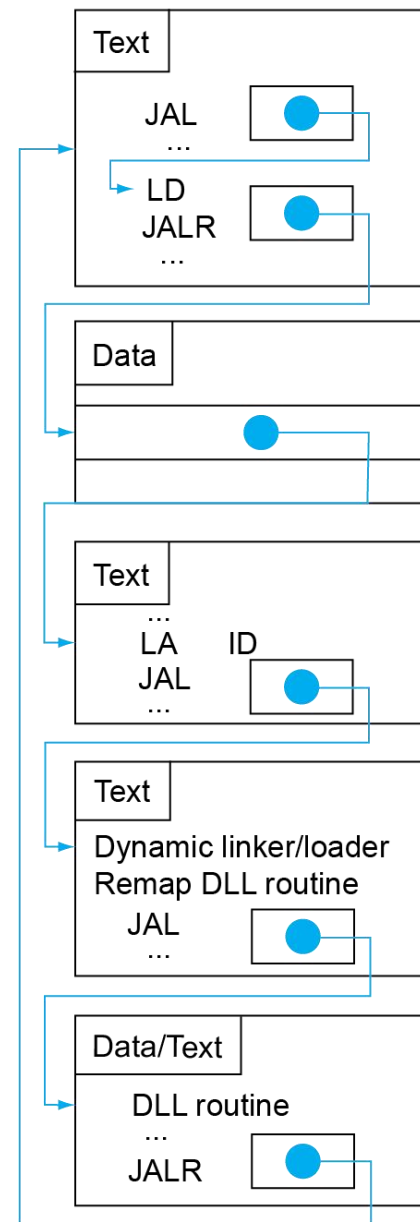 Text
JAL
...
LD
JALR
...
Data
Text
...
LA ID
JAL
...
Text
Dynamic linker/loader
Remap DLL routine
JAL
...
Data/Text
DLL routine
...
JALR